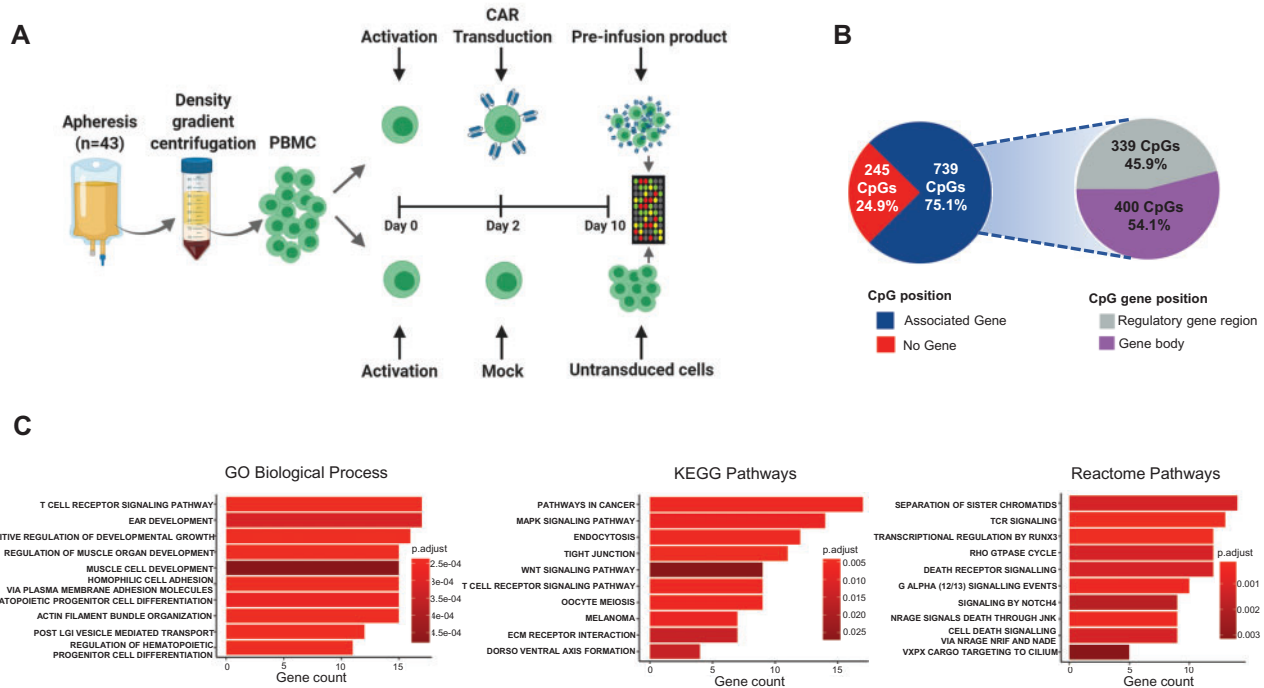 A
Apheresis
(n=43)
Density
gradient
centrifugation
PBMC
Activation
CAR
Transduction
Pre-infusion product
Day 0
Day 2
Day 10
Activation
Mock
Untransduced cells
B
245
CpGs
24.9%
739
CpGs
75.1%
339 CpGs
45.9%
400 CpGs
54.1%
CpG position
Associated Gene
No Gene
CpG gene position
Regulatory gene region
Gene body
C
GO Biological Process
T CELL RECEPTOR SIGNALING PATHWAY
EAR DEVELOPMENT
ITIVE REGULATION OF DEVELOPMENTAL GROWTH
REGULATION OF MUSCLE ORGAN DEVELOPMENT
MUSCLE CELL DEVELOPMENT
HOMOPHILIC CELL ADHESION
VIA PLASMA MEMBRANE ADHESION MOLECULES
ATOPOIETIC PROGENITOR CELL DIFFERENTIATION
ACTIN FILAMENT BUNDLE ORGANIZATION
POST LGI VESICLE MEDIATED TRANSPORT
REGULATION OF HEMATOPOIETIC
PROGENITOR CELL DIFFERENTIATION
0 5 10 15
Gene count
p.adjust
2.5e-04
3e-04
3.5e-04
4e-04
4.5e-04
KEGG Pathways
PATHWAYS IN CANCER
MAPK SIGNALING PATHWAY
ENDOCYTOSIS
TIGHT JUNCTION
WNT SIGNALING PATHWAY
T CELL RECEPTOR SIGNALING PATHWAY
OOCYTE MEIOSIS
MELANOMA
ECM RECEPTOR INTERACTION
DORSO VENTRAL AXIS FORMATION
0 5 10 15
Gene count
p.adjust
0.005
0.010
0.015
0.020
0.025
Reactome Pathways
SEPARATION OF SISTER CHROMATIDS
TCR SIGNALING
TRANSCRIPTIONAL REGULATION BY RUNX3
RHO GTPASE CYCLE
DEATH RECEPTOR SIGNALLING
G ALPHA (12/13) SIGNALLING EVENTS
SIGNALING BY NOTCH4
NRAGE SIGNALS DEATH THROUGH JNK
CELL DEATH SIGNALLING
VIA NRAGE NRIF AND NADE
VXPX CARGO TARGETING TO CILIUM
0 5 10
Gene count
p.adjust
0.001
0.002
0.003